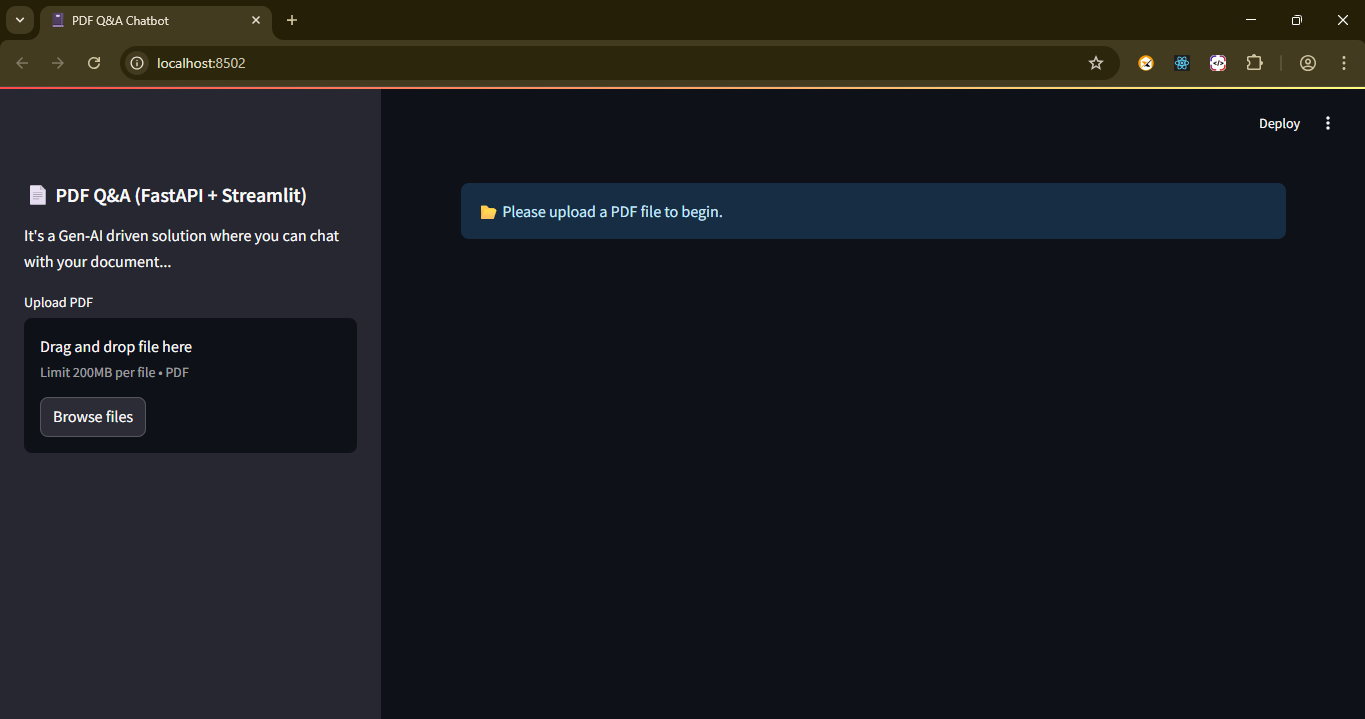 PDF Q&A Chatbot
localhost:8502
Deploy
📄 PDF Q&A (FastAPI + Streamlit)
It's a Gen-AI driven solution where you can chat
with your document...
Upload PDF
Drag and drop file here
Limit 200MB per file • PDF
Browse files
📂 Please upload a PDF file to begin.